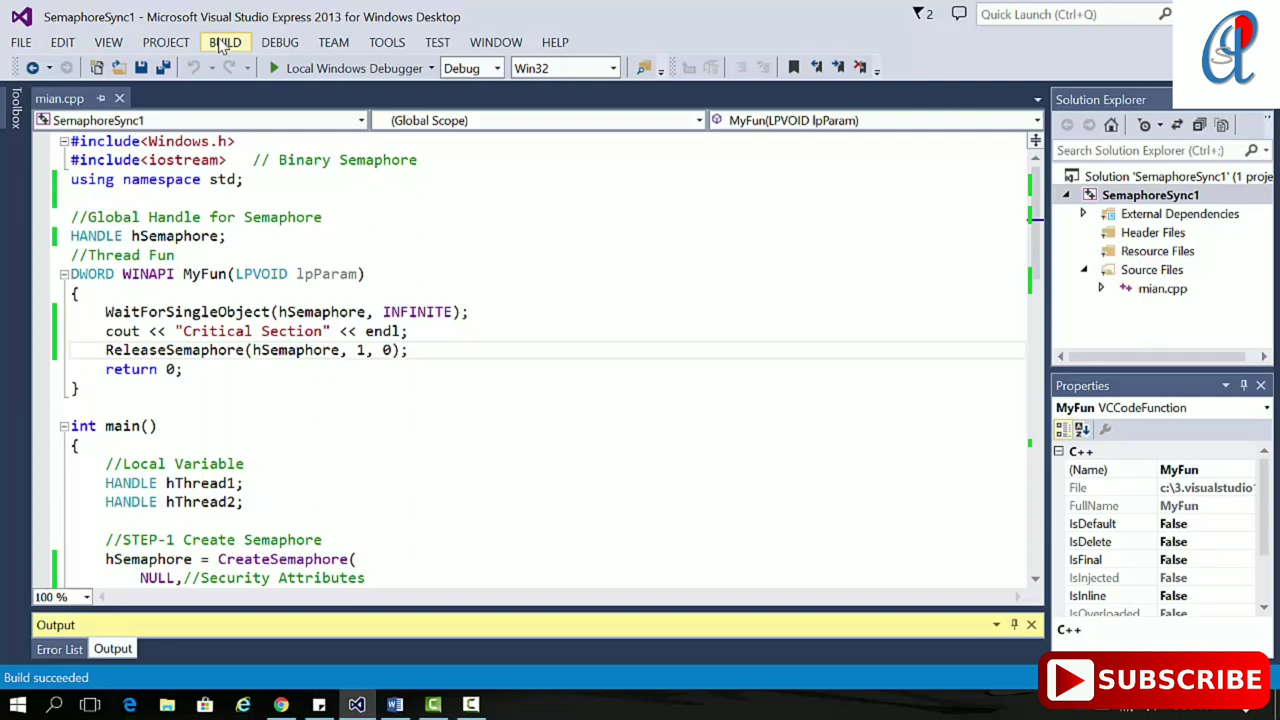 SemaphoreSync1 - Microsoft Visual Studio Express 2013 for Windows Desktop
2
Quick Launch (Ctrl+Q)
FILE EDIT VIEW PROJECT BUILD DEBUG TEAM TOOLS TEST WINDOW HELP
Local Windows Debugger Debug Win32
Toolbox
mian.cpp
SemaphoreSync1 (Global Scope) MyFun(LPVOID lpParam)
#include<Windows.h>
#include<iostream> // Binary Semaphore
using namespace std;
//Global Handle for Semaphore
HANDLE hSemaphore;
//Thread Fun
DWORD WINAPI MyFun(LPVOID lpParam)
{
WaitForSingleObject(hSemaphore, INFINITE);
cout << "Critical Section" << endl;
ReleaseSemaphore(hSemaphore, 1, 0);
return 0;
}
int main()
{
//Local Variable
HANDLE hThread1;
HANDLE hThread2;
//STEP-1 Create Semaphore
hSemaphore = CreateSemaphore(
NULL,//Security Attributes
100 %
Output
Error List Output
Build succeeded
Solution Explorer
Search Solution Explorer (Ctrl+;)
Solution 'SemaphoreSync1' (1 proje
SemaphoreSync1
External Dependencies
Header Files
Resource Files
Source Files
mian.cpp
Properties
MyFun VCCodeFunction
C++
(Name) MyFun
File c:\3.visualstudio
FullName MyFun
IsDefault False
IsDelete False
IsFinal False
IsInjected False
IsInline False
IsOverloaded False
C++
SUBSCRIBE